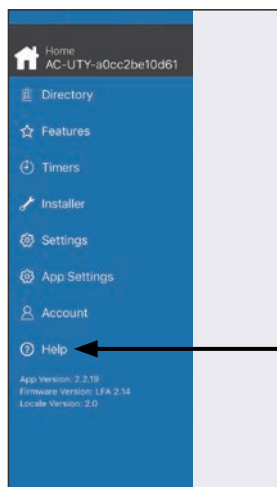 Home
AC-UTY-a0cc2be10d61
Directory
Features
Timers
Installer
Settings
App Settings
Account
Help
App Version: 2.2.19
Firmware Version: LFA 2.14
Locale Version: 2.0